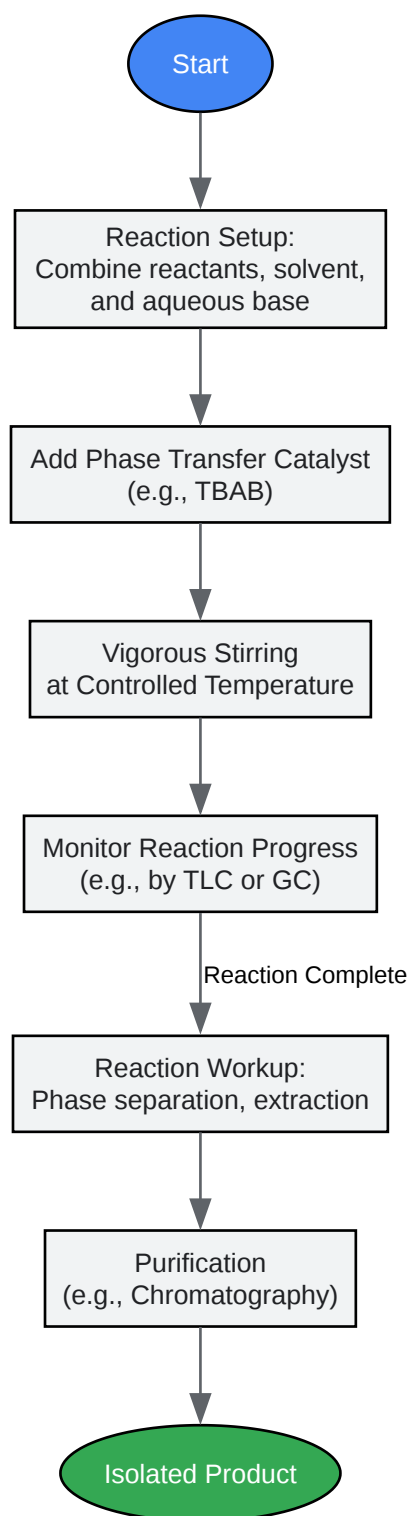 Start
Reaction Setup:
Combine reactants, solvent,
and aqueous base
Add Phase Transfer Catalyst
(e.g., TBAB)
Vigorous Stirring
at Controlled Temperature
Monitor Reaction Progress
(e.g., by TLC or GC)
Reaction Complete
Reaction Workup:
Phase separation, extraction
Purification
(e.g., Chromatography)
Isolated Product